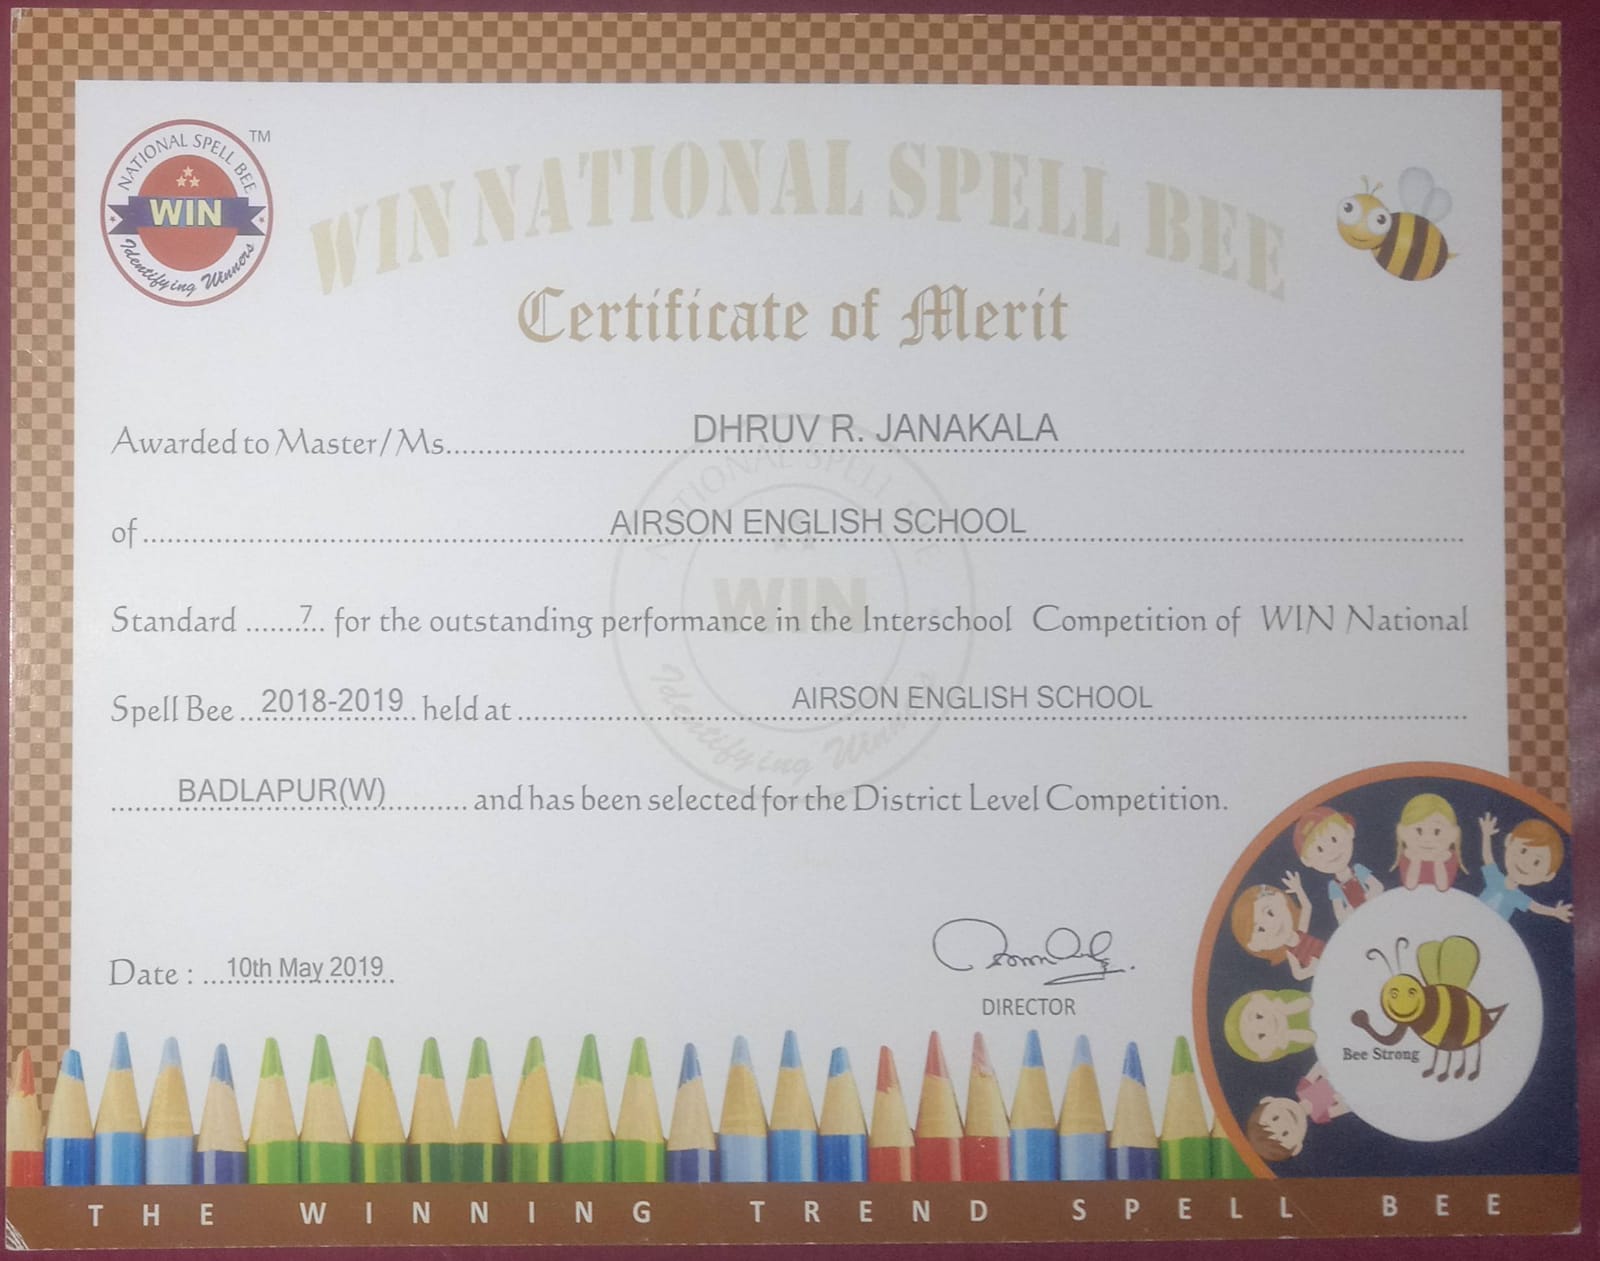 NATIONAL SPELL BEE
TM
WIN
Identifying Winners
WIN NATIONAL SPELL BEE
Certificate of Merit
Awarded to Master/Ms. DHRUV R. JANAKALA
of AIRSON ENGLISH SCHOOL
Standard 7 for the outstanding performance in the Interschool Competition of WIN National
Spell Bee 2018-2019 held at AIRSON ENGLISH SCHOOL
BADLAPUR(W) and has been selected for the District Level Competition.
NATIONAL SPELL BEE
WIN
Identifying Winners
Date : 10th May 2019
DIRECTOR
Bee Strong
THE WINNING TREND SPELL BEE